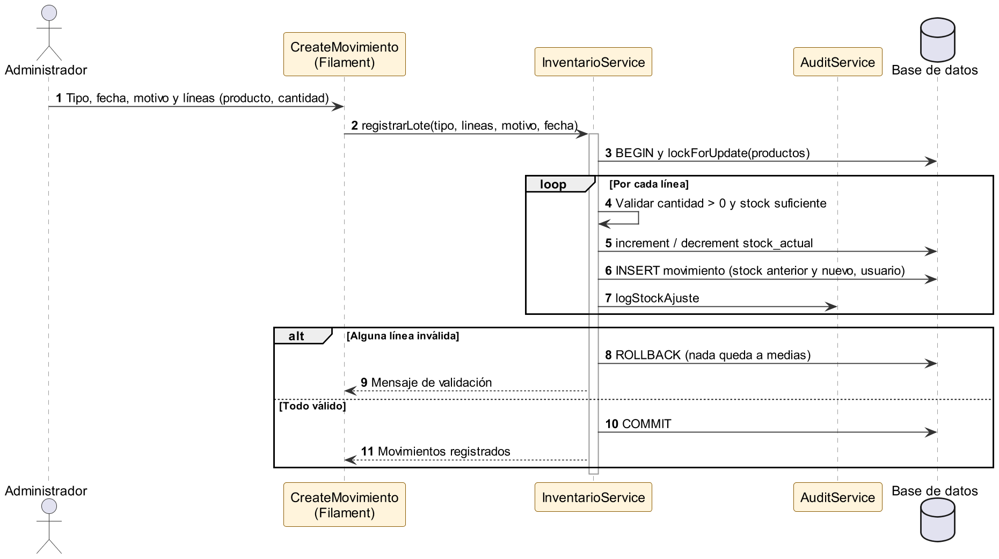 Administrador
CreateMovimiento
(Filament)
InventarioService
AuditService
Base de datos
1 Tipo, fecha, motivo y líneas (producto, cantidad)
2 registrarLote(tipo, lineas, motivo, fecha)
3 BEGIN y lockForUpdate(productos)
loop [Por cada línea]
4 Validar cantidad > 0 y stock suficiente
5 increment / decrement stock_actual
6 INSERT movimiento (stock anterior y nuevo, usuario)
7 logStockAjuste
alt [Alguna línea inválida]
8 ROLLBACK (nada queda a medias)
9 Mensaje de validación
[Todo válido]
10 COMMIT
11 Movimientos registrados
Administrador
CreateMovimiento
(Filament)
InventarioService
AuditService
Base de datos